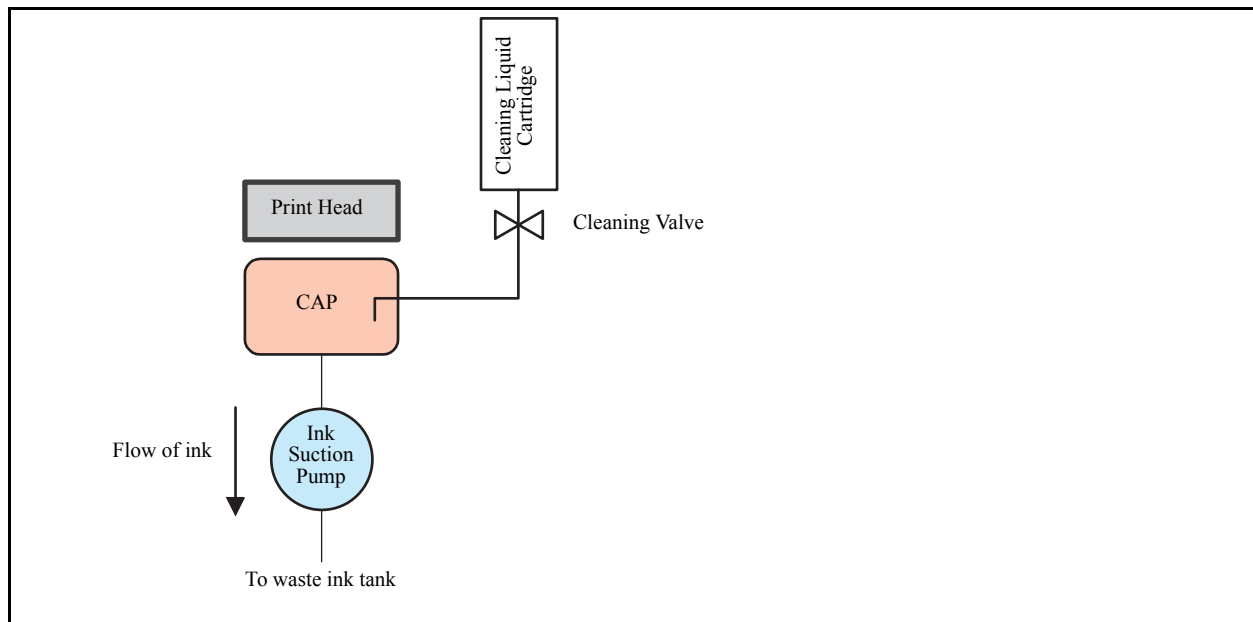 Cleaning Liquid
Cartridge
Print Head
Cleaning Valve
CAP
Ink
Suction
Pump
Flow of ink
To waste ink tank